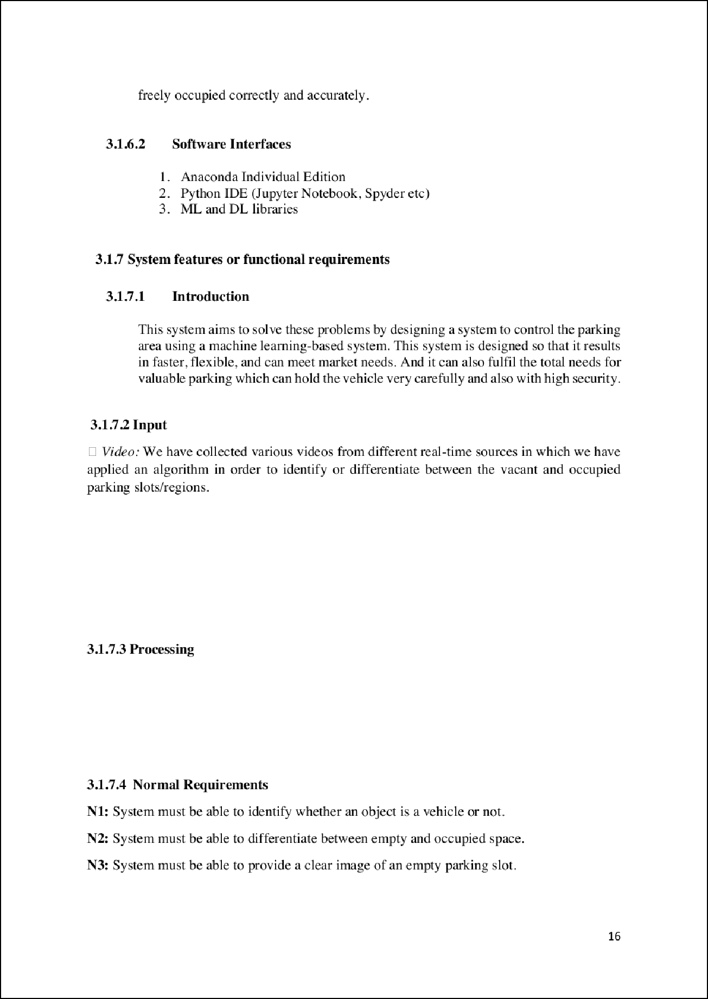 freely occupied correctly and accurately.
3.1.6.2 Software Interfaces
1. Anaconda Individual Edition
2. Python IDE (Jupyter Notebook, Spyder etc)
3. ML and DL libraries
3.1.7 System features or functional requirements
3.1.7.1 Introduction
This system aims to solve these problems by designing a system to control the parking
area using a machine learning-based system. This system is designed so that it results
in faster, flexible, and can meet market needs. And it can also fulfil the total needs for
valuable parking which can hold the vehicle very carefully and also with high security.
3.1.7.2 Input
 Video: We have collected various videos from different real-time sources in which we have
applied an algorithm in order to identify or differentiate between the vacant and occupied
parking slots/regions.
3.1.7.3 Processing
3.1.7.4 Normal Requirements
N1: System must be able to identify whether an object is a vehicle or not.
N2: System must be able to differentiate between empty and occupied space.
N3: System must be able to provide a clear image of an empty parking slot.
16